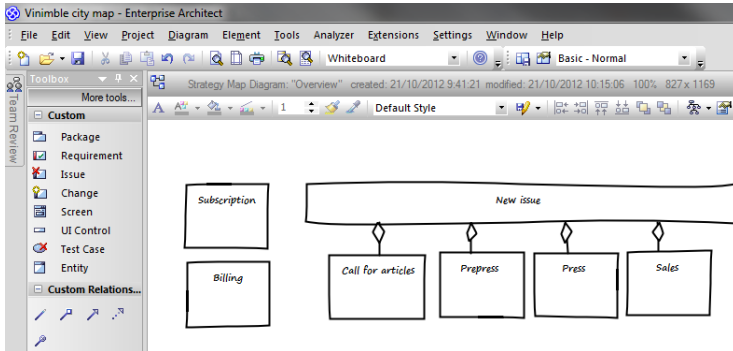 Vinimble city map - Enterprise Architect
File Edit View Project Diagram Element Tools Analyzer Extensions Settings Window Help
Whiteboard Basic - Normal
Toolbox
Strategy Map Diagram: "Overview" created: 21/10/2012 9:41:21 modified: 21/10/2012 10:15:06 100% 827 x 1169
More tools...
A 1 Default Style
Team Review
Custom
Package
Requirement
Issue
Change
Screen
UI Control
Test Case
Entity
Custom Relations...
Subscription
New issue
Billing
Call for articles
Prepress
Press
Sales